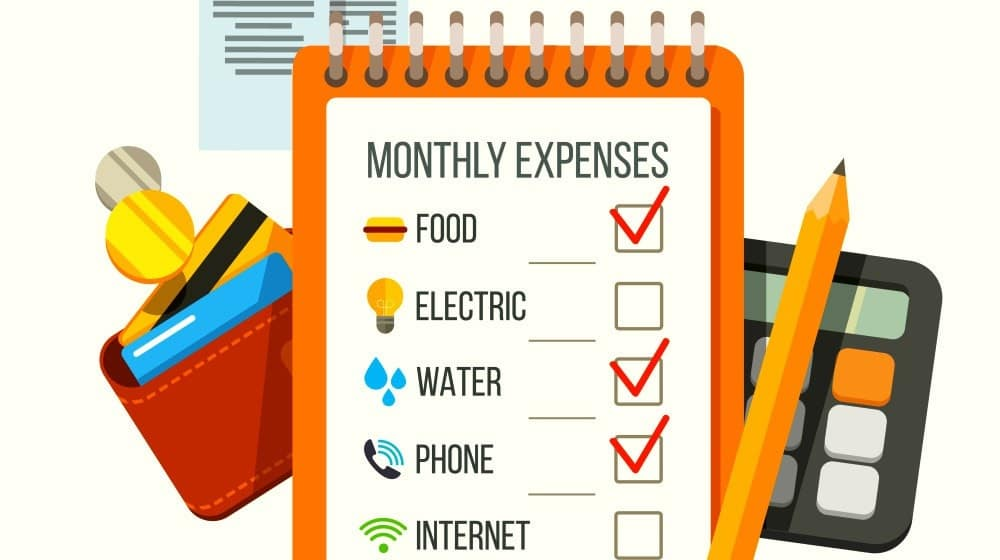 MONTHLY EXPENSES
FOOD
ELECTRIC
WATER
PHONE
INTERNET